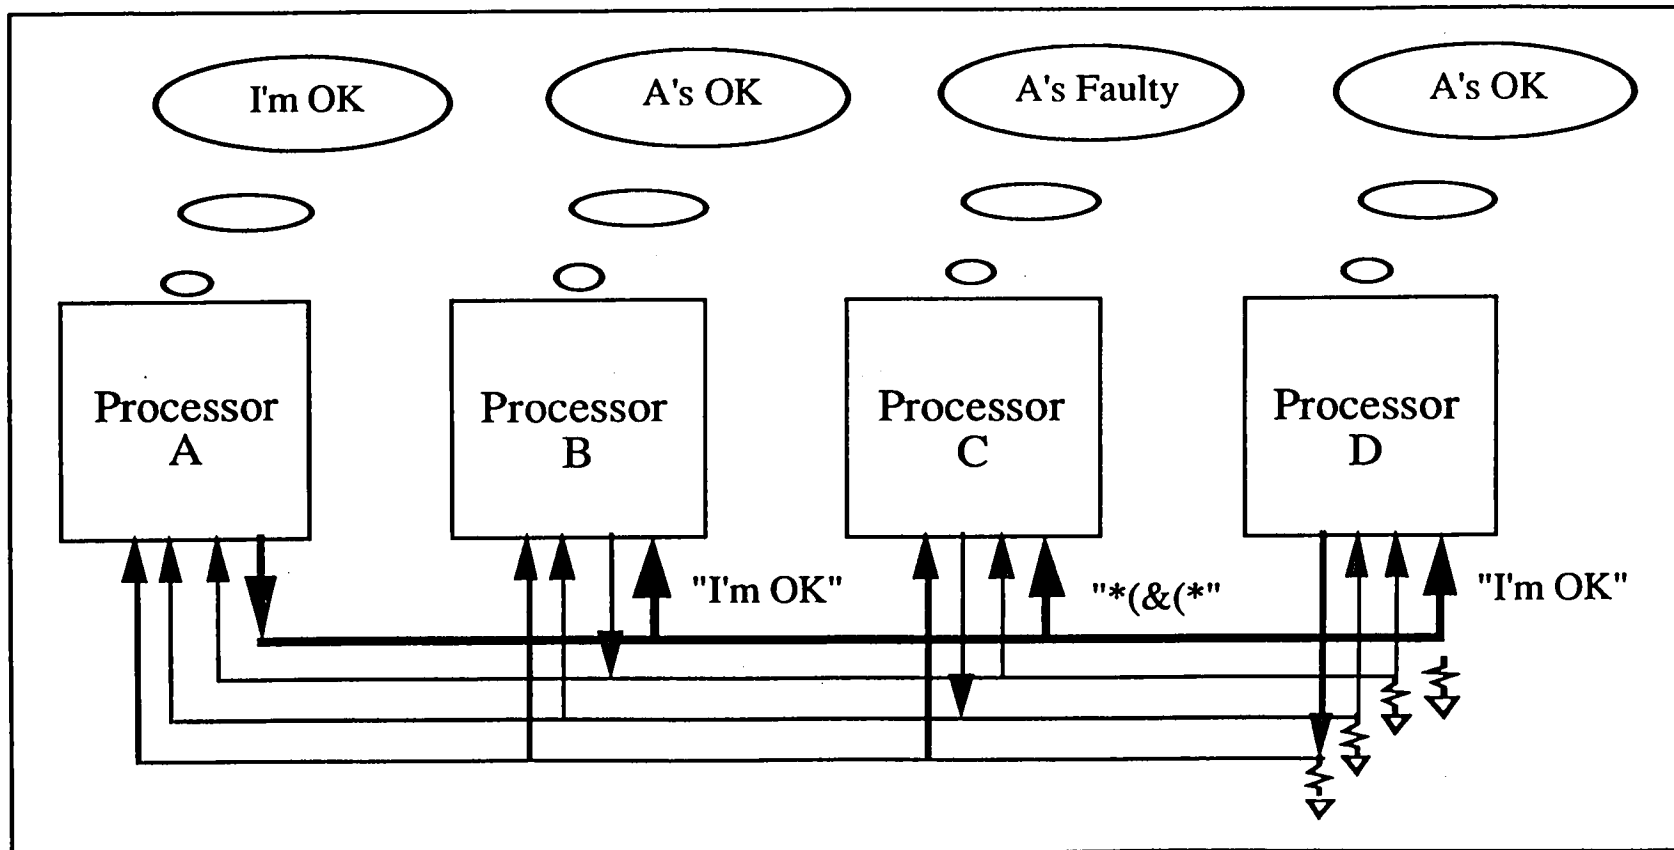 I'm OK
A's OK
A's Faulty
A's OK
Processor
A
Processor
B
Processor
C
Processor
D
"I'm OK"
"*(&(*"
"I'm OK"